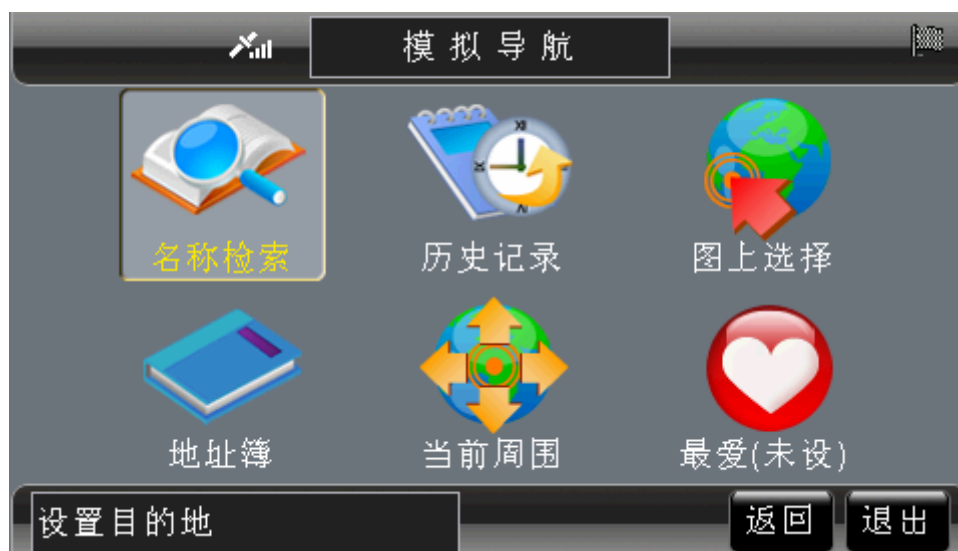 模拟导航
名称检索
历史记录
图上选择
地址簿
当前周围
最爱(未设)
设置目的地
返回
退出